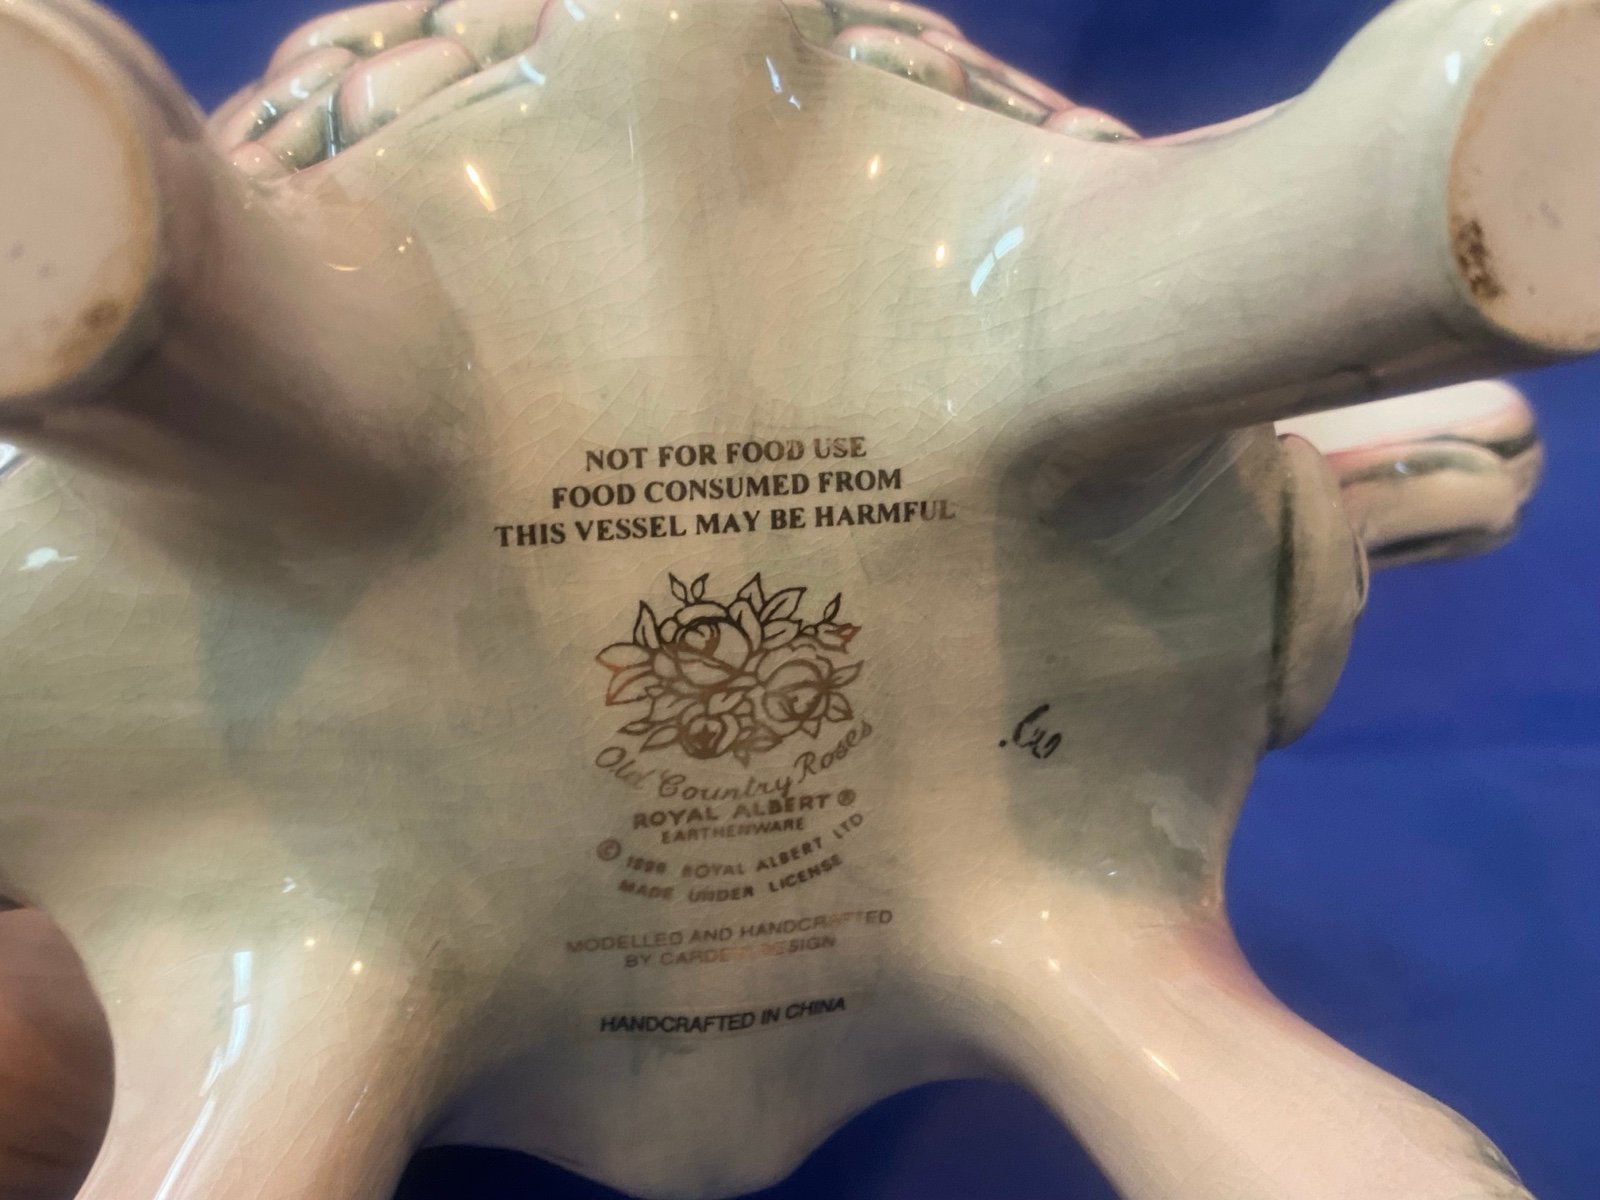 NOT FOR FOOD USE
FOOD CONSUMED FROM
THIS VESSEL MAY BE HARMFUL
Old Country Roses
ROYAL ALBERT ®
EARTHENWARE
© ROYAL ALBERT LTD
MADE UNDER LICENSE
MODELLED AND HANDCRAFTED
BY DESIGN
HANDCRAFTED IN CHINA